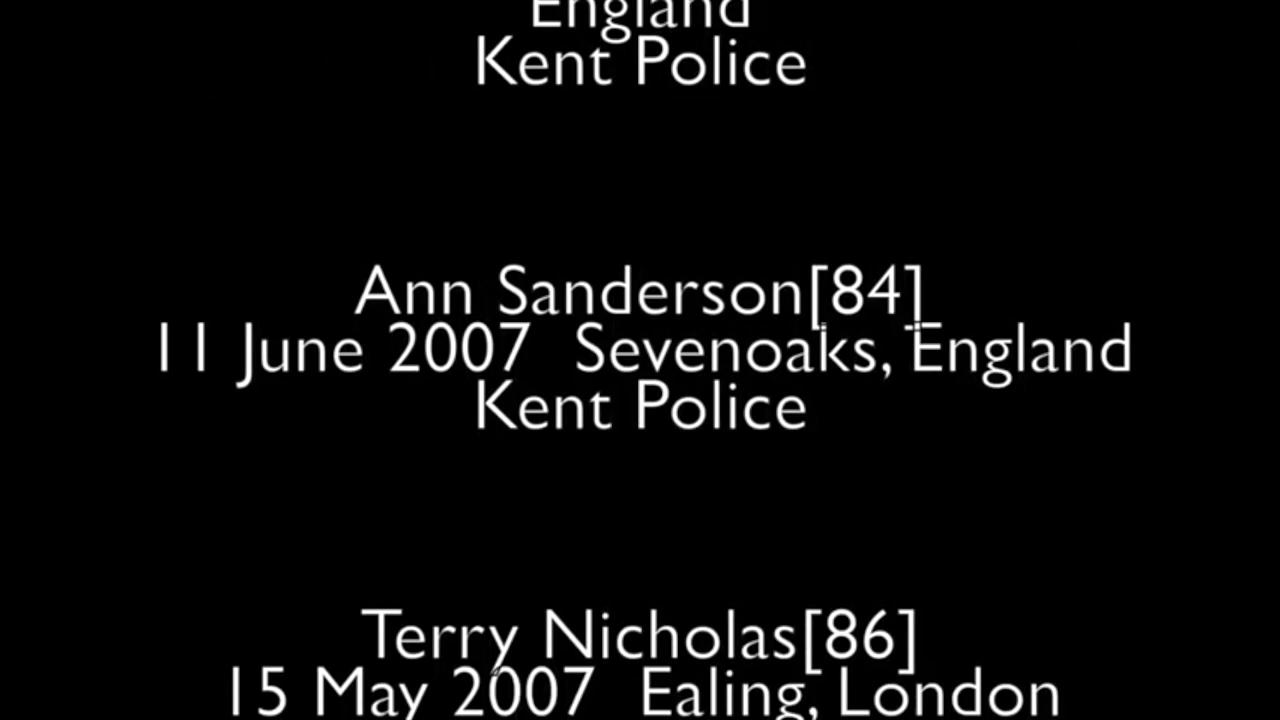 England
Kent Police
Ann Sanderson[84]
11 June 2007 Sevenoaks, England
Kent Police
Terry Nicholas[86]
15 May 2007 Ealing, London